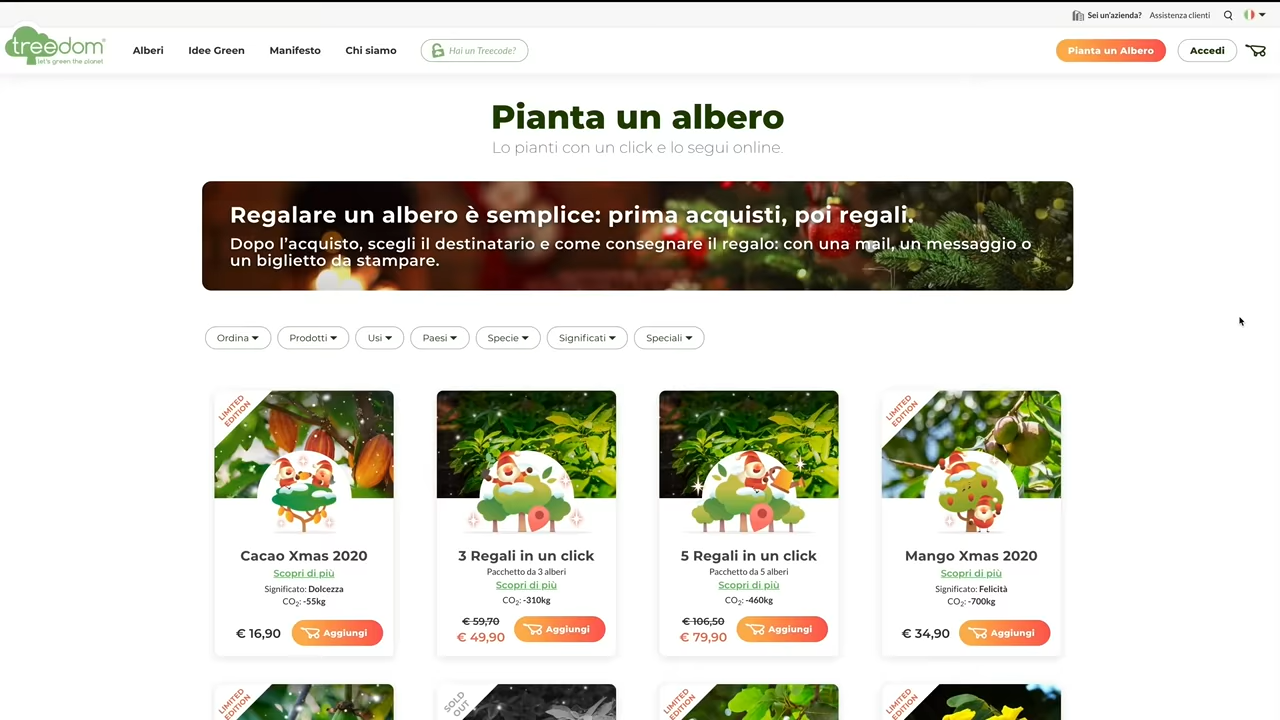 Sei un'azienda? Assistenza clienti
treedom®
let's green the planet
Alberi Idee Green Manifesto Chi siamo Hai un Treecode? Pianta un Albero Accedi
Pianta un albero
Lo pianti con un click e lo segui online.
Regalare un albero è semplice: prima acquisti, poi regali.
Dopo l'acquisto, scegli il destinatario e come consegnare il regalo: con una mail, un messaggio o
un biglietto da stampare.
Ordina Prodotti Usi Paesi Specie Significati Speciali
LIMITED
EDITION
Cacao Xmas 2020
Scopri di più
Significato: Dolcezza
CO₂: -55kg
€ 16,90 Aggiungi
3 Regali in un click
Pacchetto da 3 alberi
Scopri di più
CO₂: -310kg
€ 59,70
€ 49,90 Aggiungi
5 Regali in un click
Pacchetto da 5 alberi
Scopri di più
CO₂: -460kg
€ 106,50
€ 79,90 Aggiungi
LIMITED
EDITION
Mango Xmas 2020
Scopri di più
Significato: Felicità
CO₂: -700kg
€ 34,90 Aggiungi
LIMITED
EDITION
SOLD
OUT
LIMITED
EDITION
LIMITED
EDITION